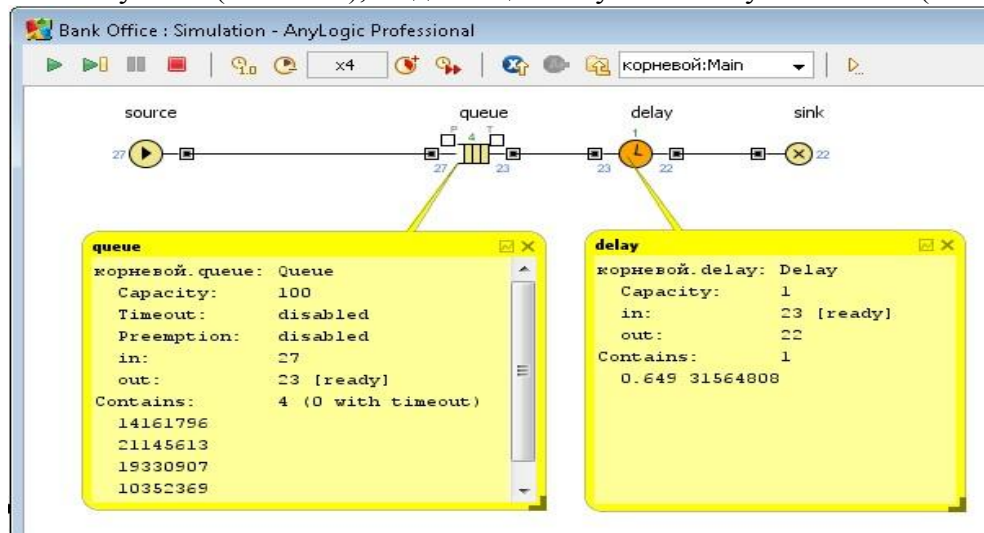 Bank Office : Simulation - AnyLogic Professional
x4 корневой:Main
source queue delay sink
4 1
27 22
27 23 23 22
queue
корневой.queue: Queue
Capacity: 100
Timeout: disabled
Preemption: disabled
in: 27
out: 23 [ready]
Contains: 4 (0 with timeout)
14161796
21145613
19330907
10352369
delay
корневой.delay: Delay
Capacity: 1
in: 23 [ready]
out: 22
Contains: 1
0.649 31564808